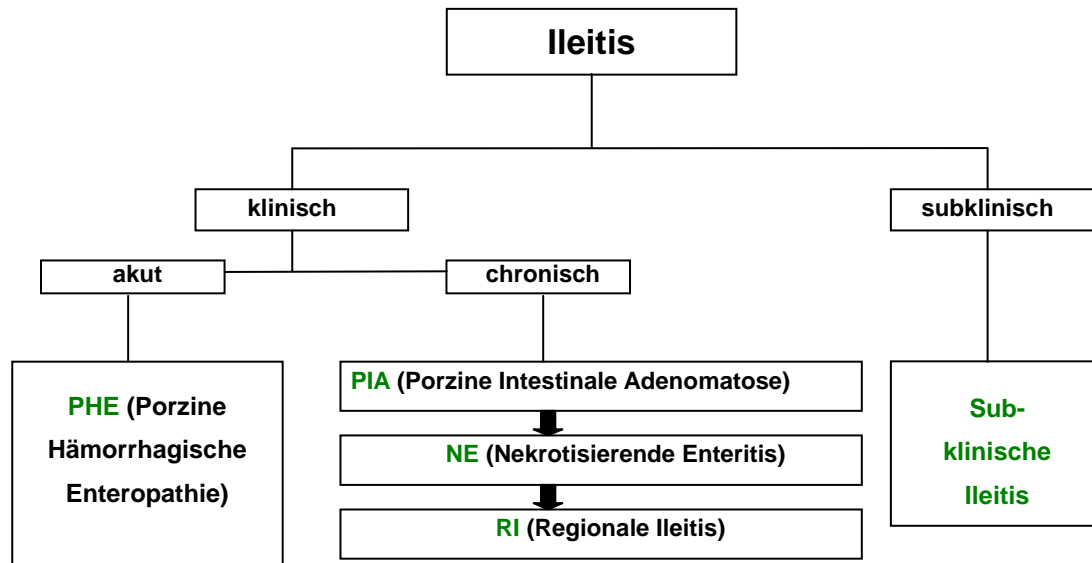 Ileitis
klinisch
subklinisch
akut
chronisch
PHE (Porzine
Hämorrhagische
Enteropathie)
PIA (Porzine Intestinale Adenomatose)
NE (Nekrotisierende Enteritis)
RI (Regionale Ileitis)
Sub-
klinische
Ileitis